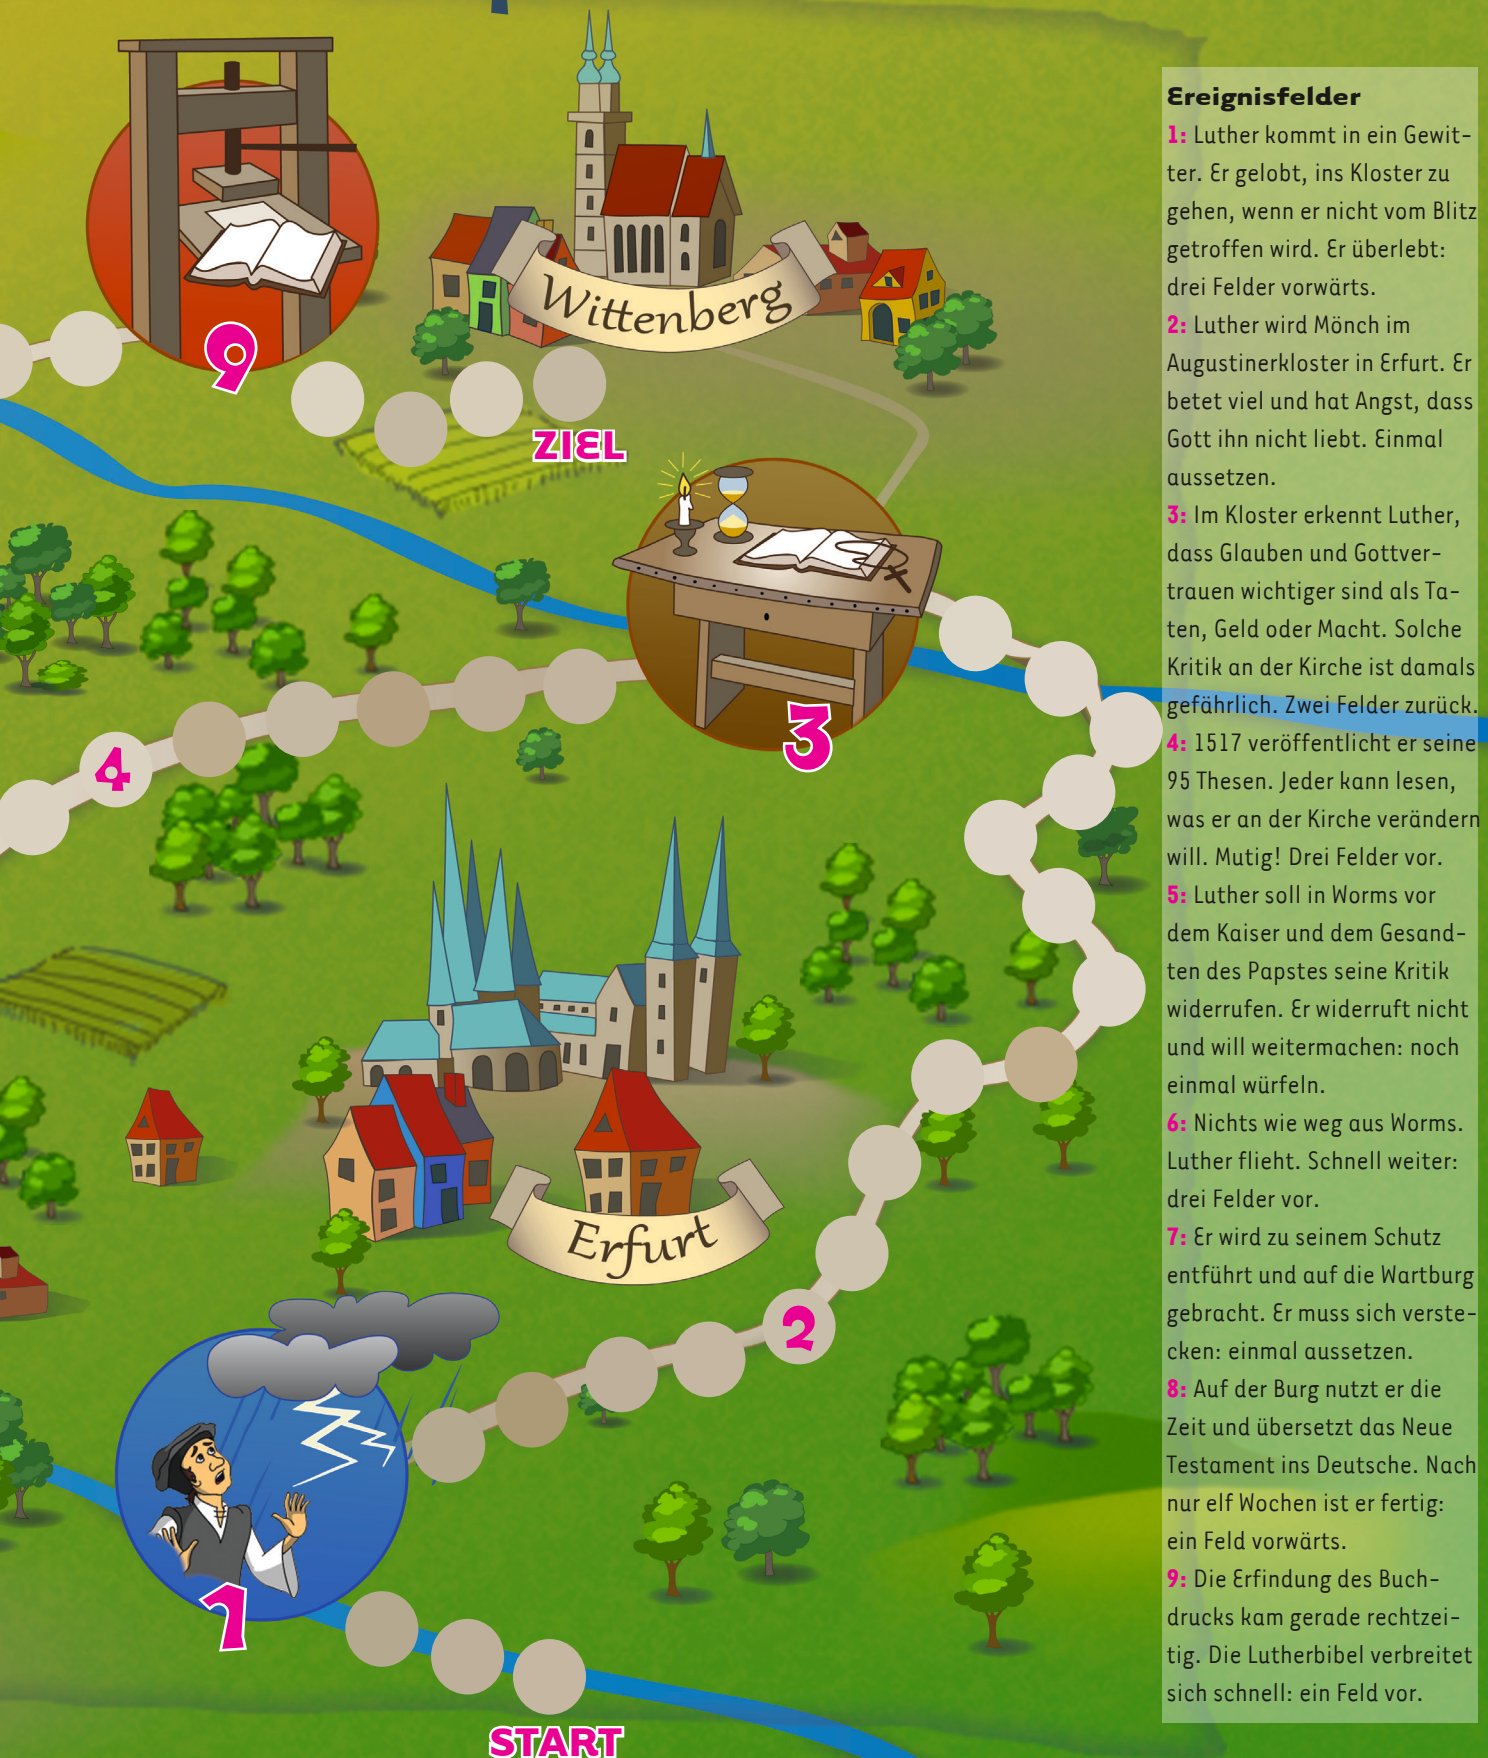 Wittenberg
9
ZIEL
3
4
Erfurt
2
1
START
Ereignisfelder
1: Luther kommt in ein Gewit-
ter. Er gelobt, ins Kloster zu
gehen, wenn er nicht vom Blitz
getroffen wird. Er überlebt:
drei Felder vorwärts.
2: Luther wird Mönch im
Augustinerkloster in Erfurt. Er
betet viel und hat Angst, dass
Gott ihn nicht liebt. Einmal
aussetzen.
3: Im Kloster erkennt Luther,
dass Glauben und Gottver-
trauen wichtiger sind als Ta-
ten, Geld oder Macht. Solche
Kritik an der Kirche ist damals
gefährlich. Zwei Felder zurück.
4: 1517 veröffentlicht er seine
95 Thesen. Jeder kann lesen,
was er an der Kirche verändern
will. Mutig! Drei Felder vor.
5: Luther soll in Worms vor
dem Kaiser und dem Gesand-
ten des Papstes seine Kritik
widerrufen. Er widerruft nicht
und will weitermachen: noch
einmal würfeln.
6: Nichts wie weg aus Worms.
Luther flieht. Schnell weiter:
drei Felder vor.
7: Er wird zu seinem Schutz
entführt und auf die Wartburg
gebracht. Er muss sich verste-
cken: einmal aussetzen.
8: Auf der Burg nutzt er die
Zeit und übersetzt das Neue
Testament ins Deutsche. Nach
nur elf Wochen ist er fertig:
ein Feld vorwärts.
9: Die Erfindung des Buch-
drucks kam gerade rechtzei-
tig. Die Lutherbibel verbreitet
sich schnell: ein Feld vor.